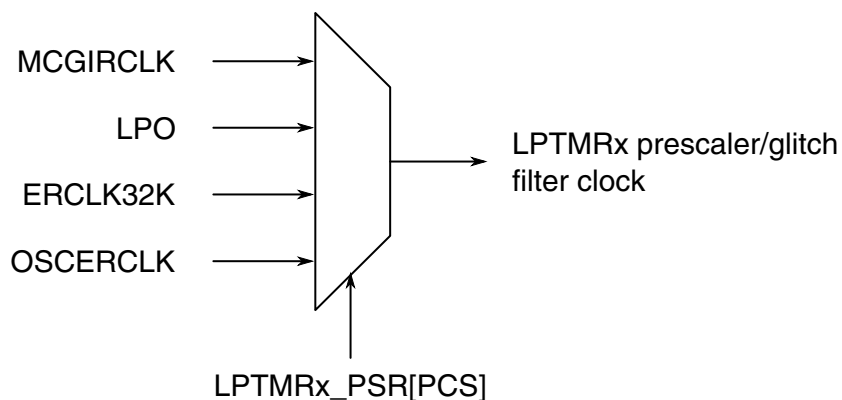 MCGIRCLK
LPO
ERCLK32K
OSCERCLK
LPTMRx prescaler/glitch
filter clock
LPTMRx_PSR[PCS]